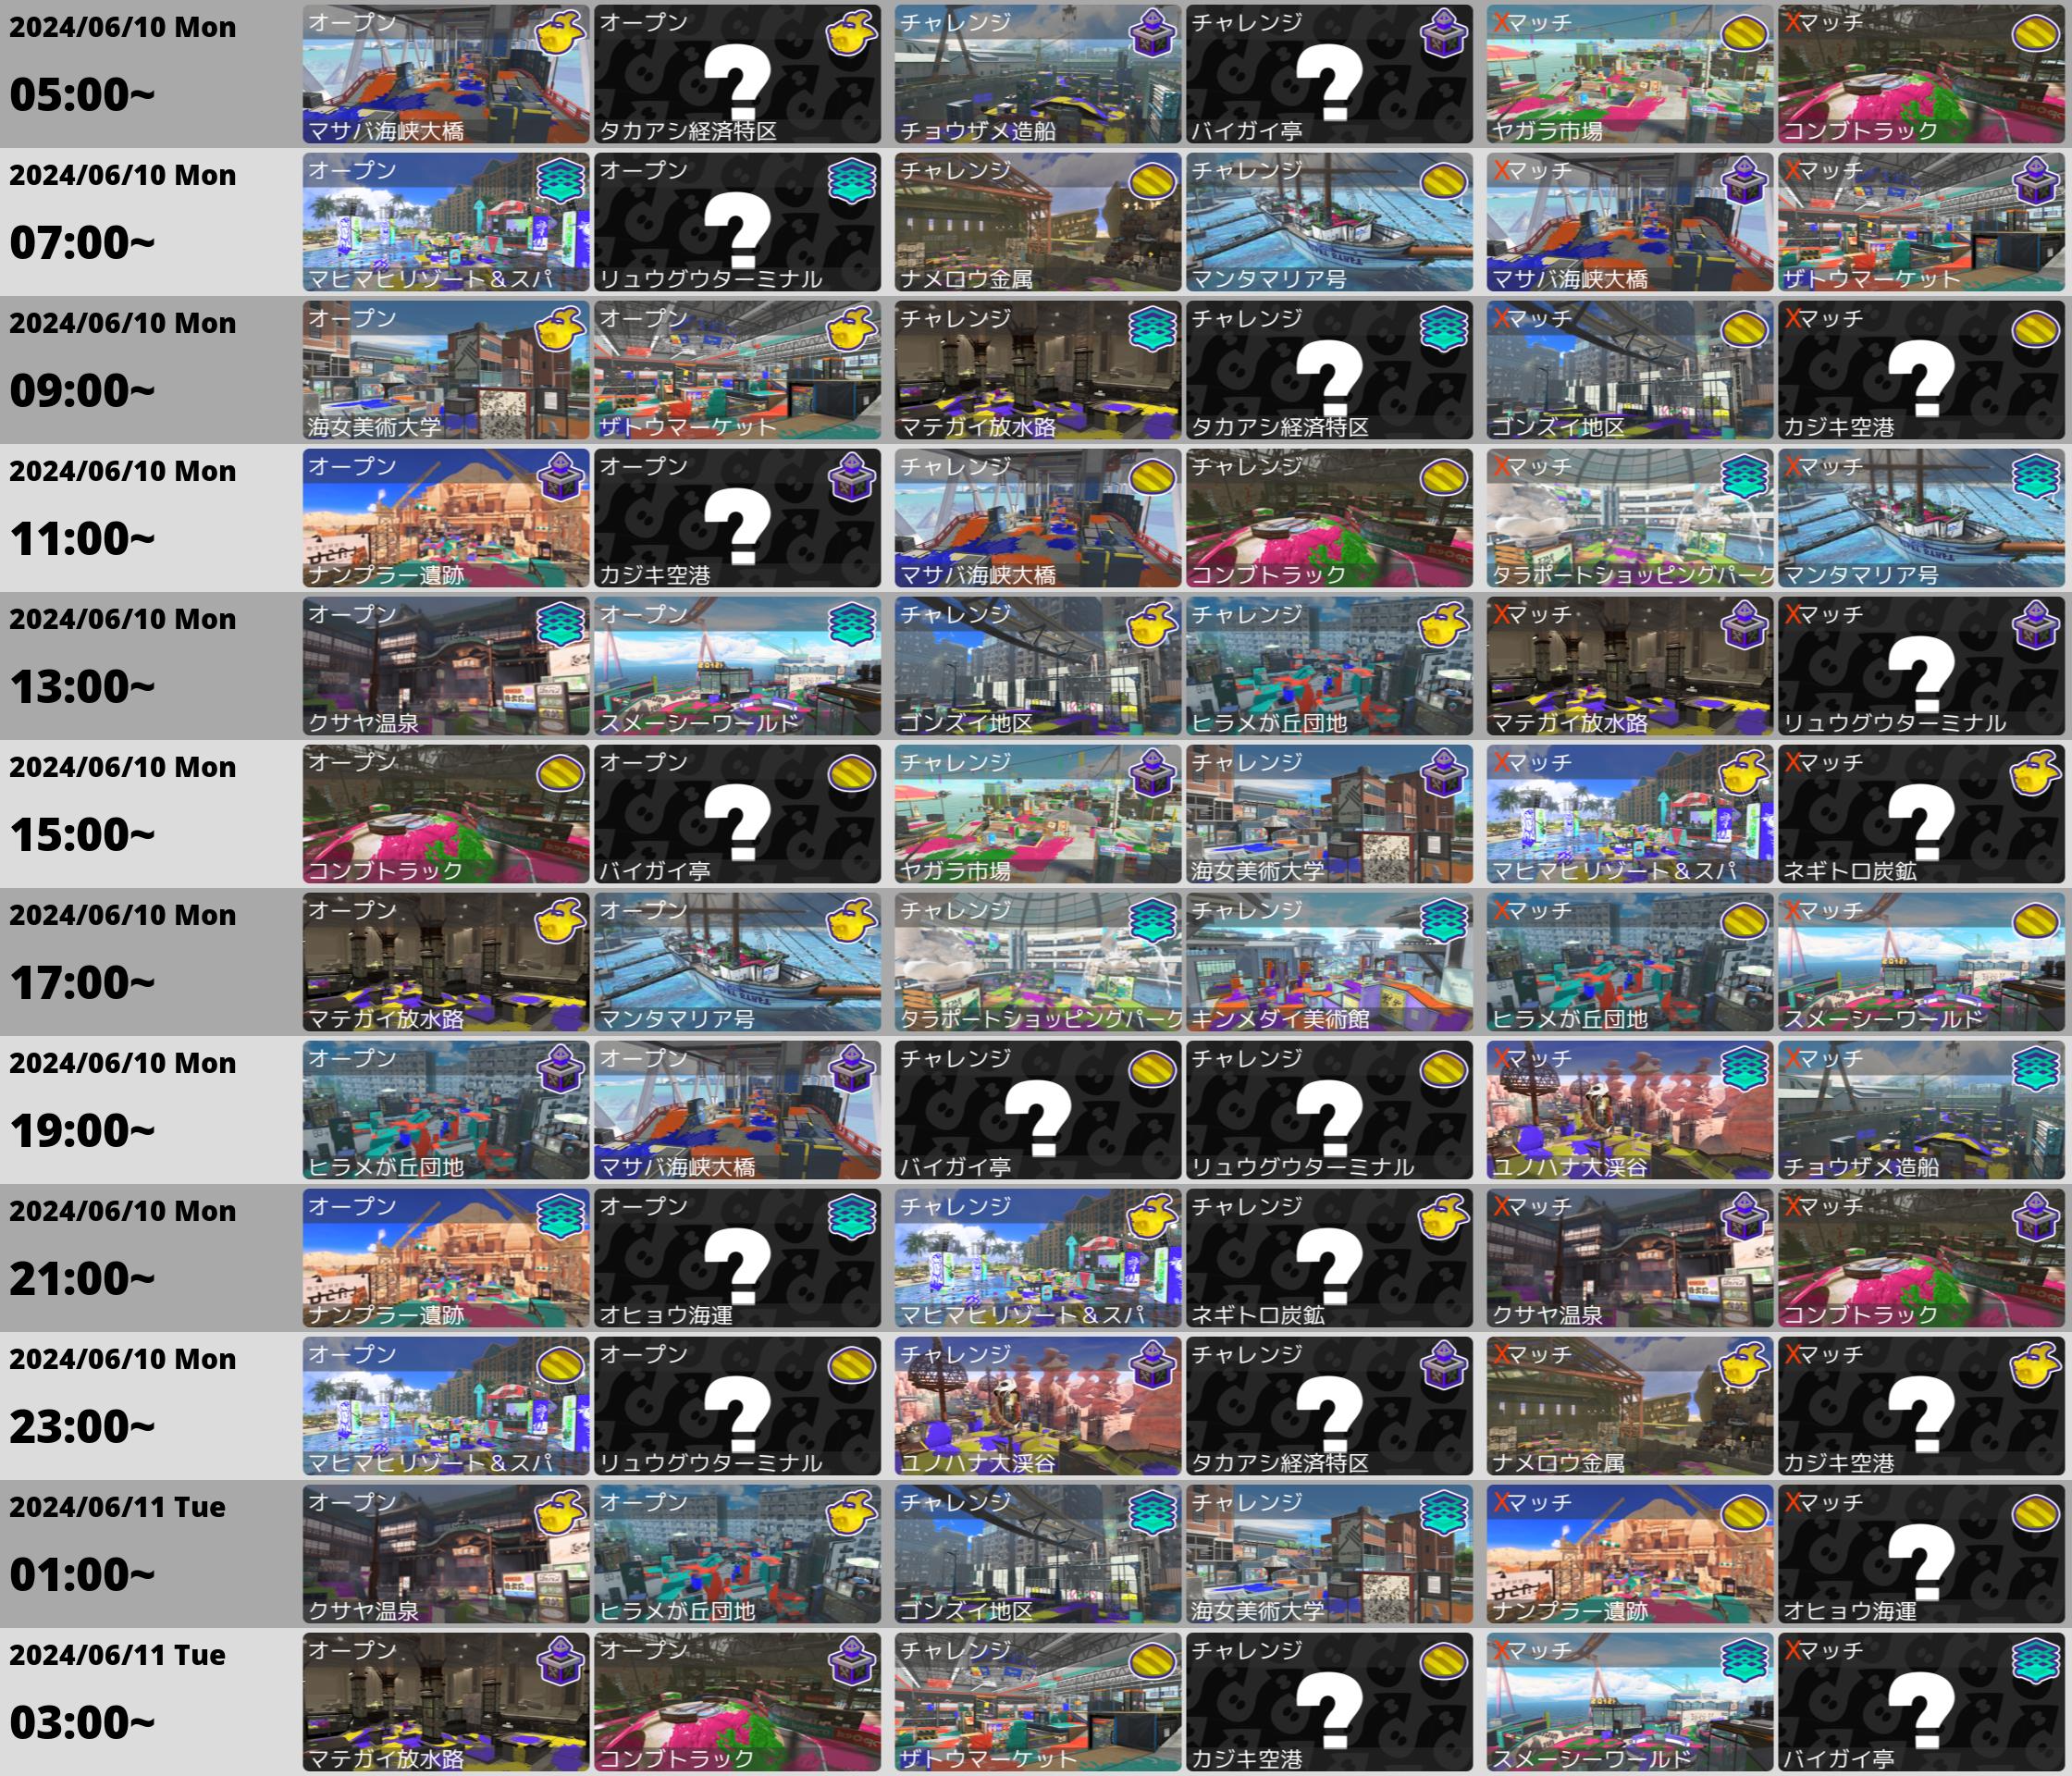 2024/06/10 Mon
05:00~
オープン
マサバ海峡大橋
オープン
?
タカアシ経済特区
チャレンジ
チョウザメ造船
チャレンジ
?
バイガイ亭
Xマッチ
ヤガラ市場
Xマッチ
コンブトラック
2024/06/10 Mon
07:00~
オープン
マヒマヒリゾート&スパ
オープン
?
リュウグウターミナル
チャレンジ
ナメロウ金属
チャレンジ
マンタマリア号
Xマッチ
マサバ海峡大橋
Xマッチ
ザトウマーケット
2024/06/10 Mon
09:00~
オープン
海女美術大学
オープン
ザトウマーケット
チャレンジ
マテガイ放水路
チャレンジ
?
タカアシ経済特区
Xマッチ
ゴンズイ地区
Xマッチ
?
カジキ空港
2024/06/10 Mon
11:00~
オープン
ナンプラー遺跡
オープン
?
カジキ空港
チャレンジ
マサバ海峡大橋
チャレンジ
コンブトラック
Xマッチ
タラポートショッピングパーク
Xマッチ
マンタマリア号
2024/06/10 Mon
13:00~
オープン
クサヤ温泉
オープン
スメーシーワールド
チャレンジ
ゴンズイ地区
チャレンジ
ヒラメが丘団地
Xマッチ
マテガイ放水路
Xマッチ
?
リュウグウターミナル
2024/06/10 Mon
15:00~
オープン
コンブトラック
オープン
?
バイガイ亭
チャレンジ
ヤガラ市場
チャレンジ
海女美術大学
Xマッチ
マヒマヒリゾート&スパ
Xマッチ
?
ネギトロ炭鉱
2024/06/10 Mon
17:00~
オープン
マテガイ放水路
オープン
マンタマリア号
チャレンジ
タラポートショッピングパーク
チャレンジ
キンメダイ美術館
Xマッチ
ヒラメが丘団地
Xマッチ
スメーシーワールド
2024/06/10 Mon
19:00~
オープン
ヒラメが丘団地
オープン
マサバ海峡大橋
チャレンジ
?
バイガイ亭
チャレンジ
?
リュウグウターミナル
Xマッチ
ユノハナ大渓谷
Xマッチ
チョウザメ造船
2024/06/10 Mon
21:00~
オープン
ナンプラー遺跡
オープン
?
オヒョウ海運
チャレンジ
マヒマヒリゾート&スパ
チャレンジ
?
ネギトロ炭鉱
Xマッチ
クサヤ温泉
Xマッチ
コンブトラック
2024/06/10 Mon
23:00~
オープン
マヒマヒリゾート&スパ
オープン
?
リュウグウターミナル
チャレンジ
ユノハナ大渓谷
チャレンジ
?
タカアシ経済特区
Xマッチ
ナメロウ金属
Xマッチ
?
カジキ空港
2024/06/11 Tue
01:00~
オープン
クサヤ温泉
オープン
ヒラメが丘団地
チャレンジ
ゴンズイ地区
チャレンジ
海女美術大学
Xマッチ
ナンプラー遺跡
Xマッチ
?
オヒョウ海運
2024/06/11 Tue
03:00~
オープン
マテガイ放水路
オープン
コンブトラック
チャレンジ
ザトウマーケット
チャレンジ
?
カジキ空港
Xマッチ
スメーシーワールド
Xマッチ
?
バイガイ亭